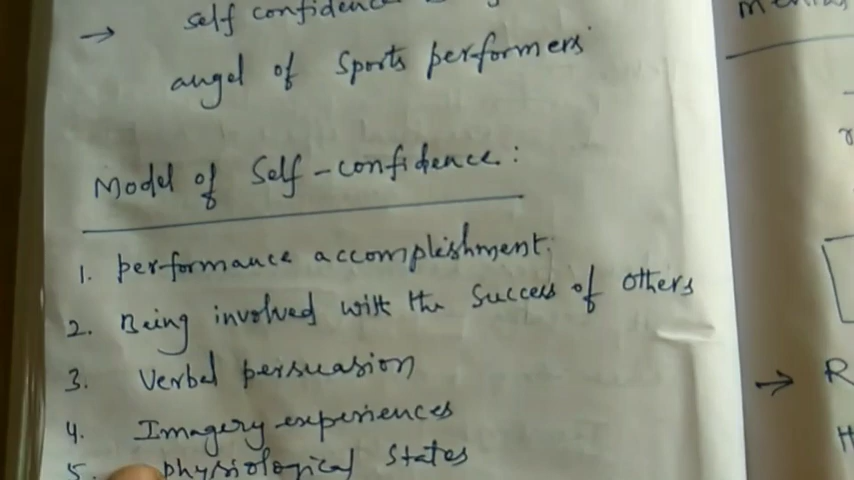 → self confidence
angel of sports performers
Model of Self-confidence:
1. performance accomplishment.
2. Being involved with the success of others
3. Verbal persuasion
4. Imagery experiences
5. physiological states
→ R
H